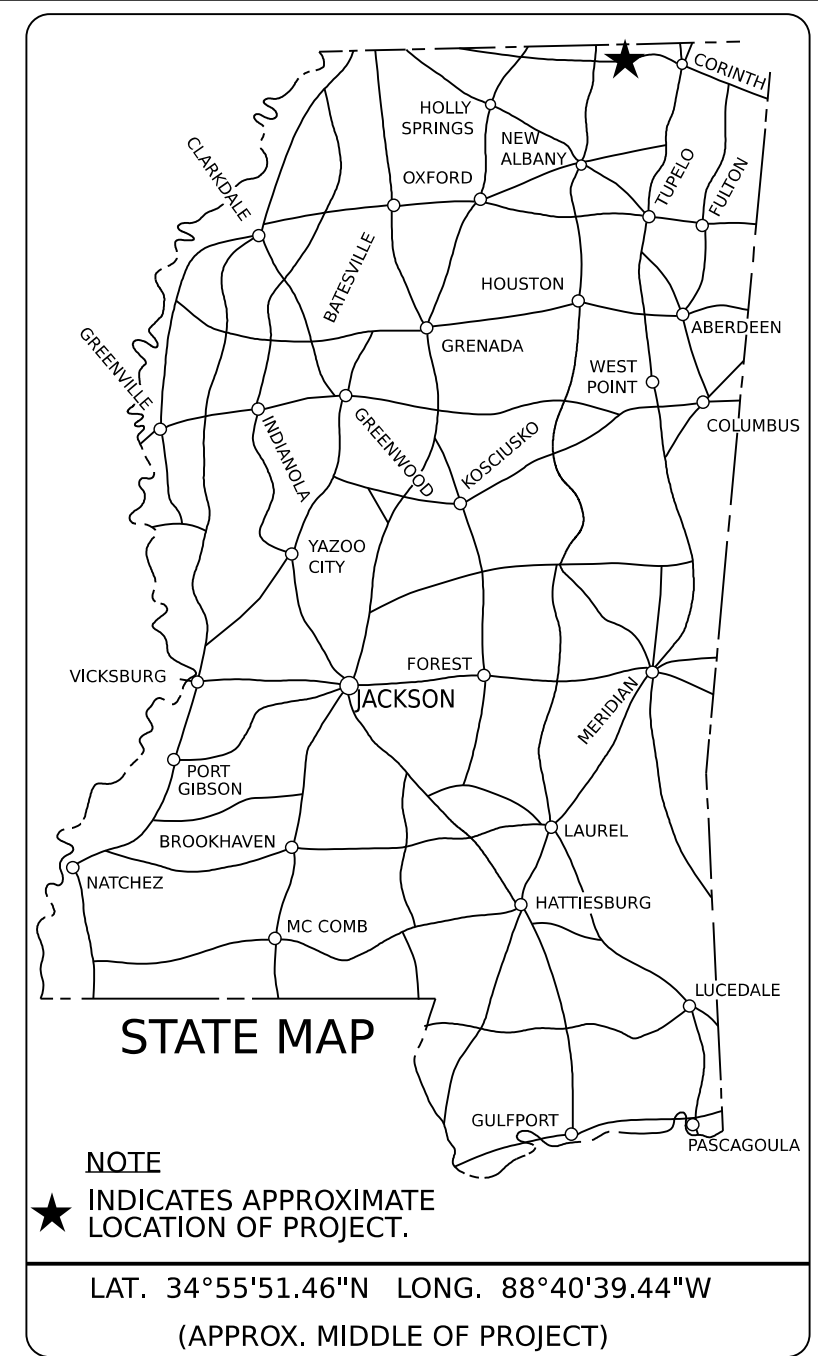 CORINTH
HOLLY
SPRINGS
NEW
ALBANY
CLARKDALE
OXFORD
TUPELO
FULTON
BATESVILLE
HOUSTON
ABERDEEN
GREENVILLE
GRENADA
WEST
POINT
COLUMBUS
INDIANOLA
GREENWOOD
KOSCIUSKO
YAZOO
CITY
VICKSBURG
FOREST
JACKSON
MERIDIAN
PORT
GIBSON
BROOKHAVEN
LAUREL
NATCHEZ
HATTIESBURG
MC COMB
LUCEDALE
STATE MAP
GULFPORT
PASCAGOULA
NOTE
INDICATES APPROXIMATE
LOCATION OF PROJECT.
LAT. 34°55'51.46"N LONG. 88°40'39.44"W
(APPROX. MIDDLE OF PROJECT)